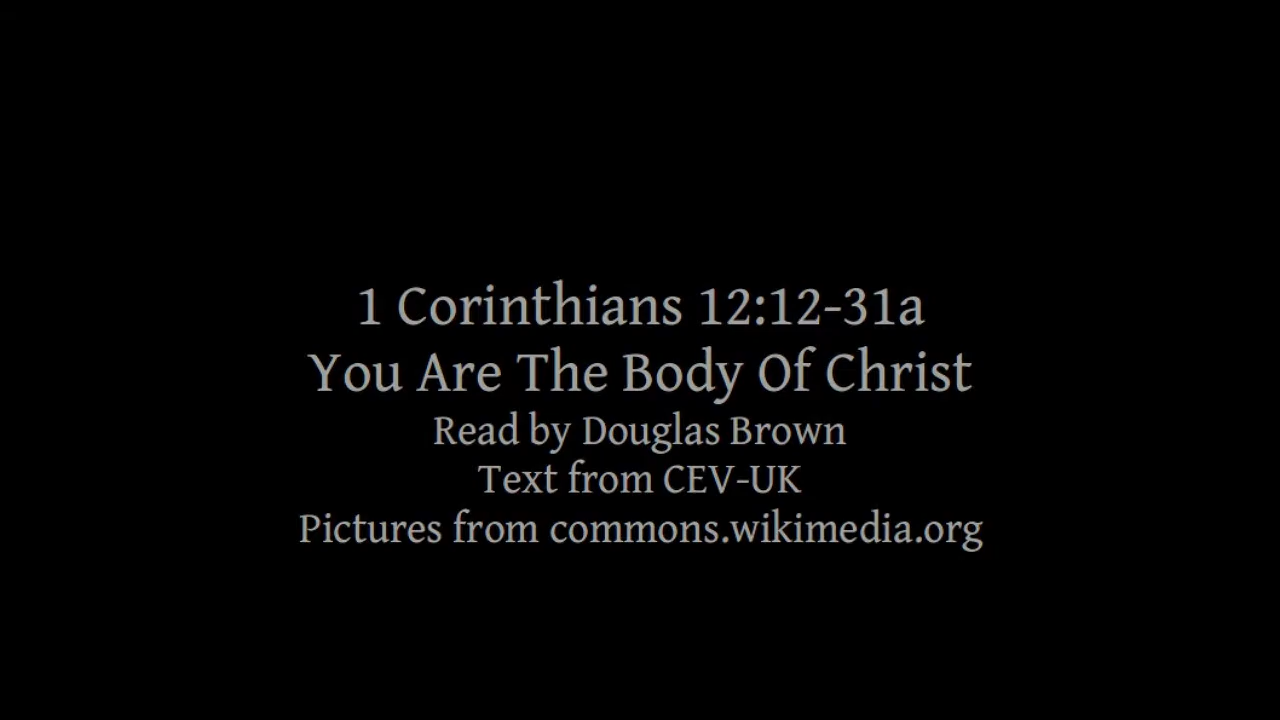 1 Corinthians 12:12-31a
You Are The Body Of Christ
Read by Douglas Brown
Text from CEV-UK
Pictures from commons.wikimedia.org